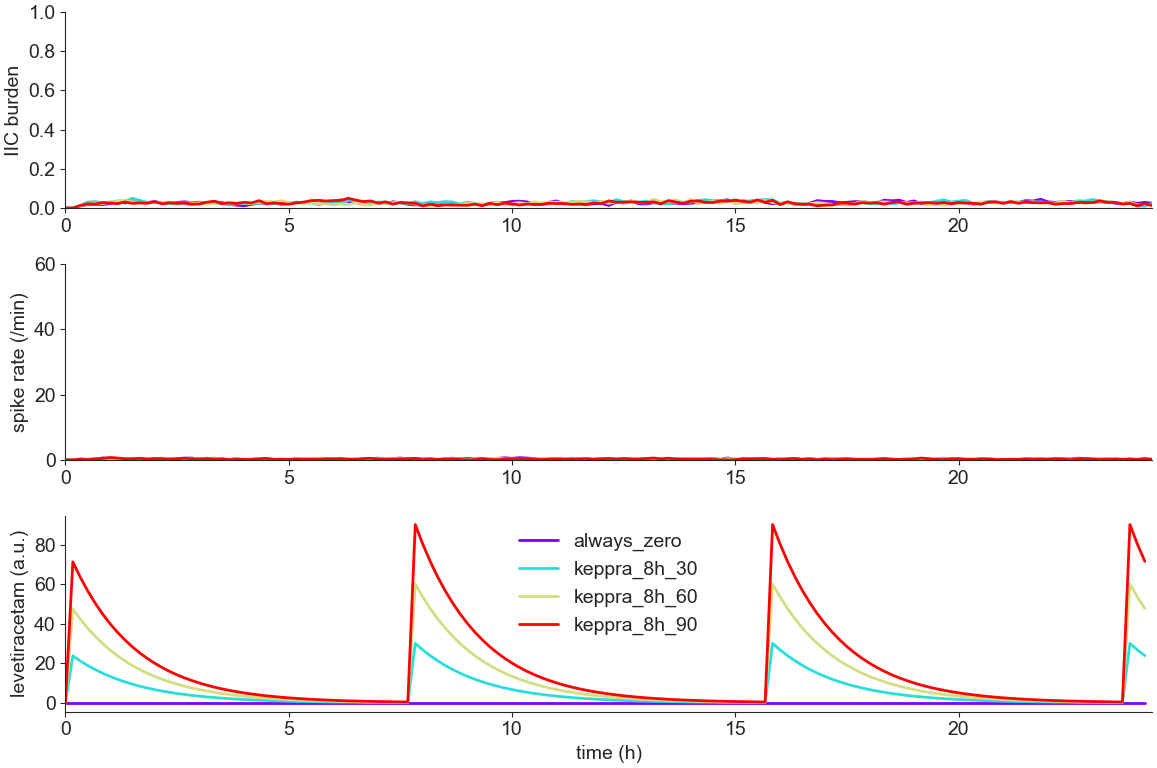 1.0
0.8
0.6
0.4
0.2
0.0
IIC burden
0 5 10 15 20
60
40
20
0
spike rate (/min)
0 5 10 15 20
80
60
40
20
0
levetiracetam (a.u.)
always_zero
keppra_8h_30
keppra_8h_60
keppra_8h_90
0 5 10 15 20
time (h)